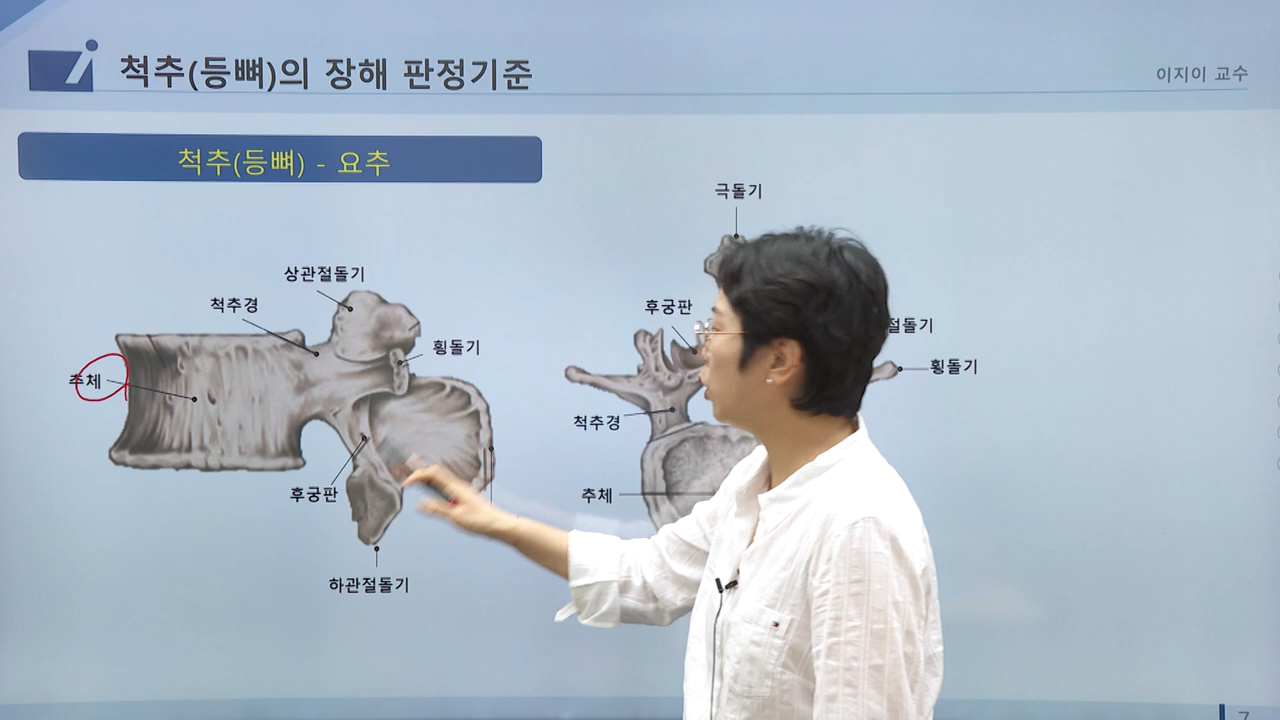 척추(등뼈)의 장해 판정기준
이지이 교수
척추(등뼈) - 요추
극돌기
상관절돌기
척추경
후궁판
절돌기
횡돌기
횡돌기
추체
척추경
후궁판
추체
하관절돌기
7